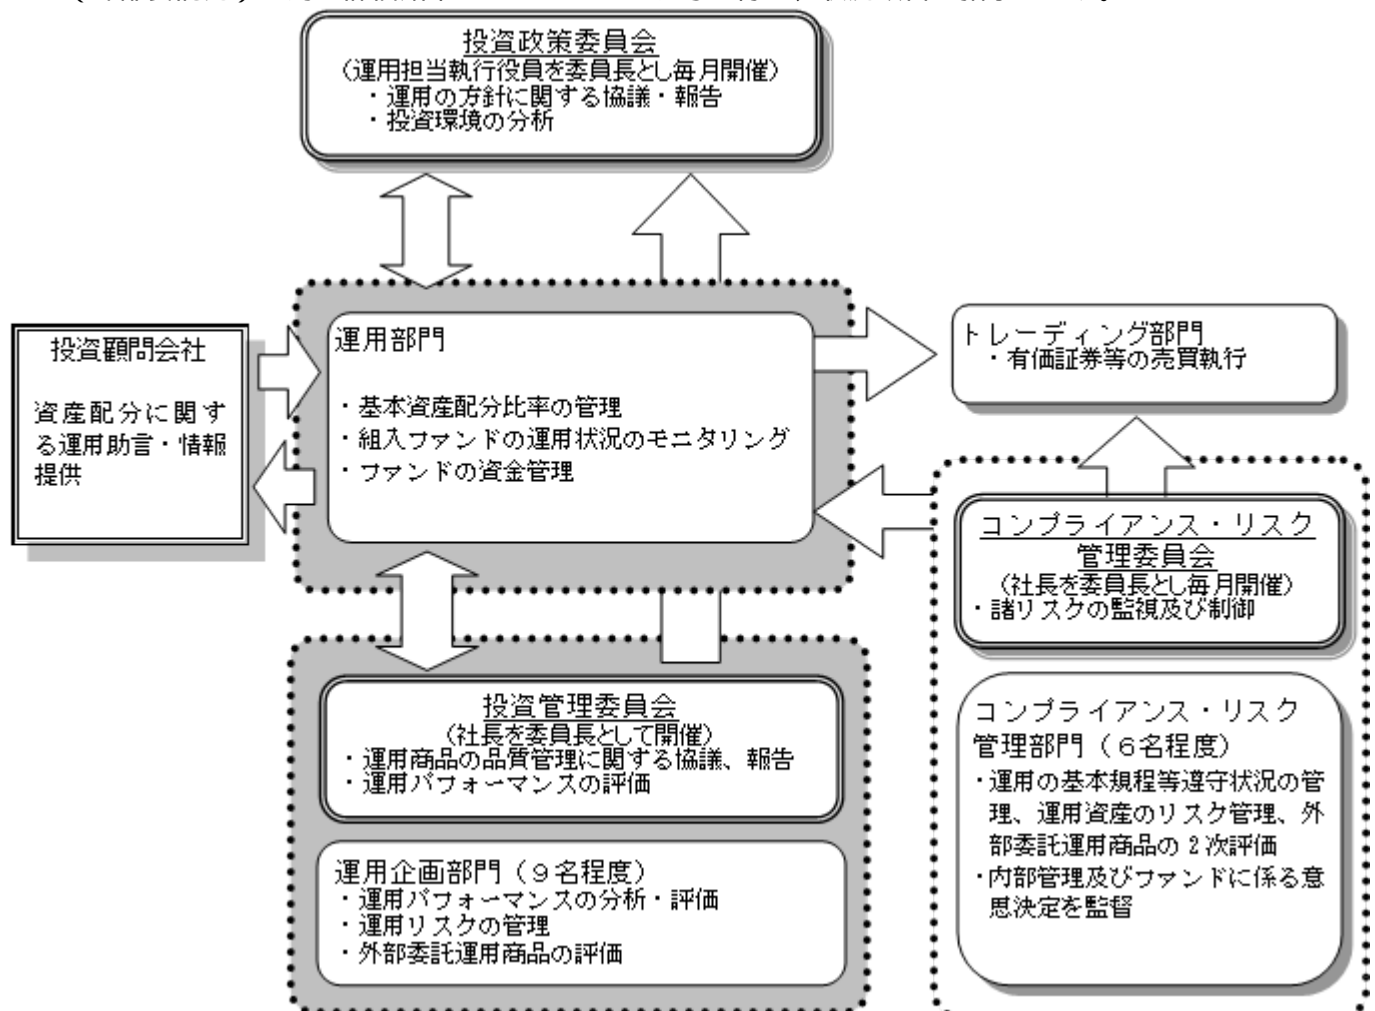 投資政策委員会
(運用担当執行役員を委員長とし毎月開催)
・運用の方針に関する協議・報告
・投資環境の分析
投資顧問会社
資産配分に関す
る運用助言・情報
提供
運用部門
・基本資産配分比率の管理
・組入ファンドの運用状況のモニタリング
・ファンドの資金管理
トレーディング部門
・有価証券等の売買執行
コンプライアンス・リスク
管理委員会
(社長を委員長とし毎月開催)
・諸リスクの監視及び制御
コンプライアンス・リスク
管理部門(6名程度)
・運用の基本規程等遵守状況の管
理、運用資産のリスク管理、外
部委託運用商品の2次評価
・内部管理及びファンドに係る意
思決定を監督
投資管理委員会
(社長を委員長として開催)
・運用商品の品質管理に関する協議、報告
・運用パフォーマンスの評価
運用企画部門(9名程度)
・運用パフォーマンスの分析・評価
・運用リスクの管理
・外部委託運用商品の評価